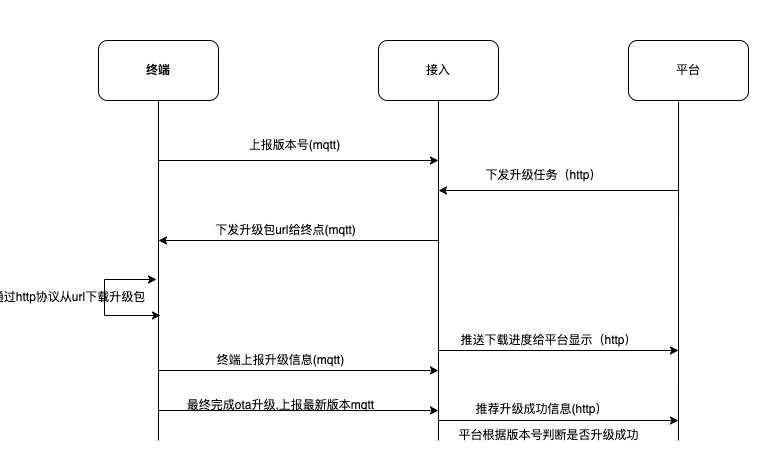 终端
接入
平台
上报版本号(mqtt)
下发升级任务（http）
下发升级包url给终点(mqtt)
过http协议从url下载升级包
推送下载进度给平台显示（http）
终端上报升级信息(mqtt)
最终完成ota升级,上报最新版本mqtt
推荐升级成功信息(http）
平台根据版本号判断是否升级成功